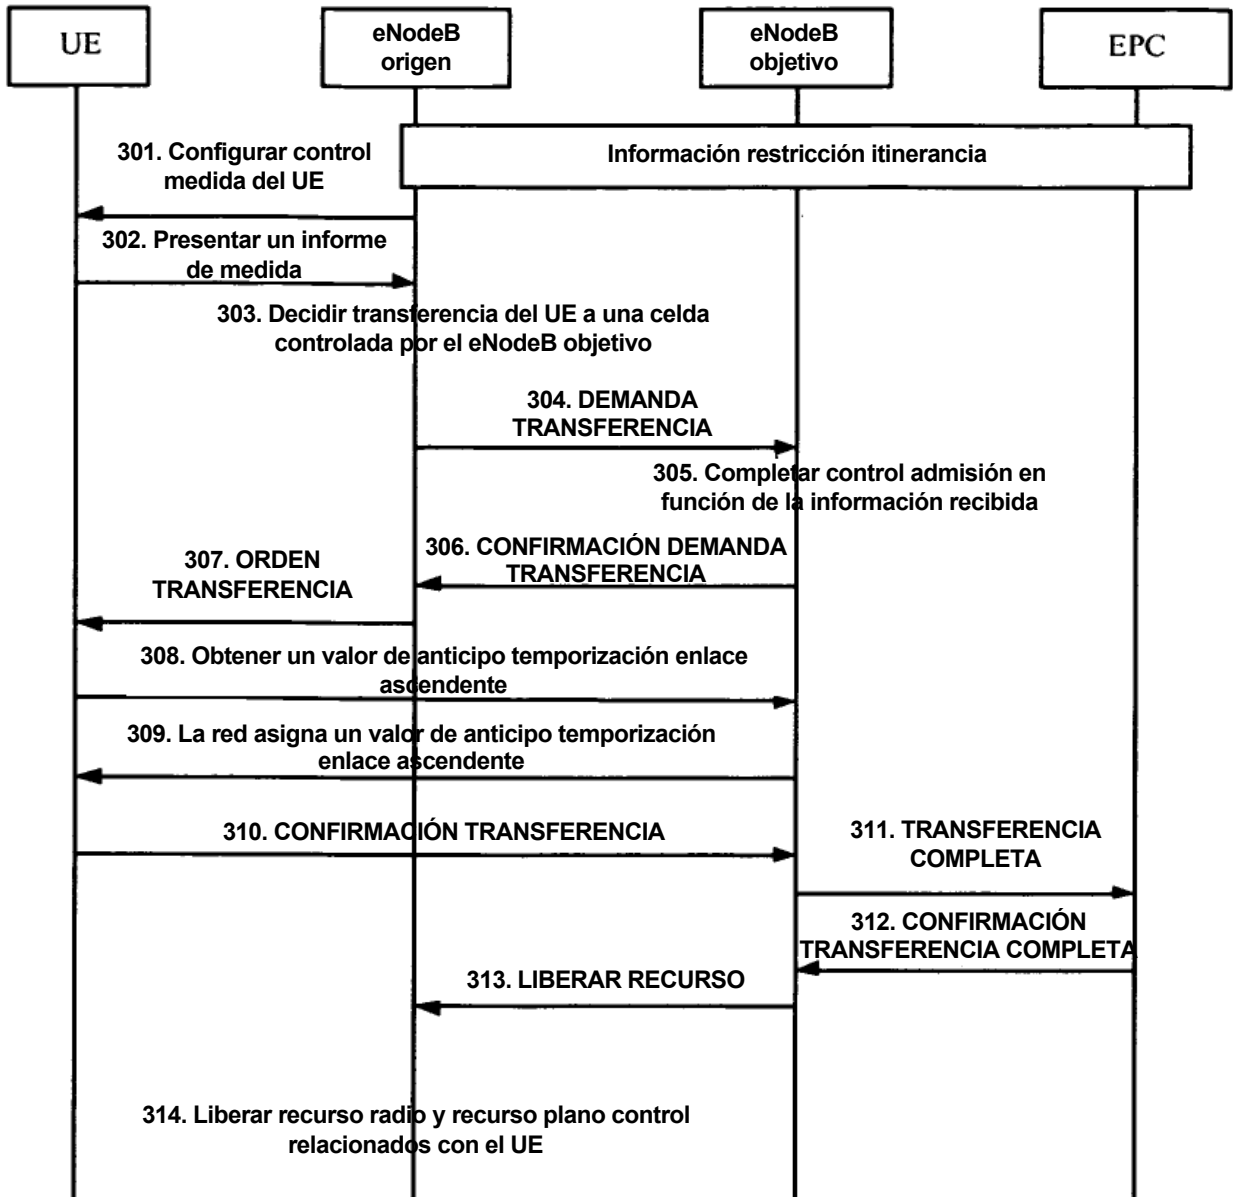 UE
eNodeB
origen
eNodeB
objetivo
EPC
Información restricción itinerancia
301. Configurar control
medida del UE
302. Presentar un informe
de medida
303. Decidir transferencia del UE a una celda
controlada por el eNodeB objetivo
304. DEMANDA
TRANSFERENCIA
305. Completar control admisión en
función de la información recibida
306. CONFIRMACIÓN DEMANDA
TRANSFERENCIA
307. ORDEN
TRANSFERENCIA
308. Obtener un valor de anticipo temporización enlace
ascendente
309. La red asigna un valor de anticipo temporización
enlace ascendente
310. CONFIRMACIÓN TRANSFERENCIA
311. TRANSFERENCIA
COMPLETA
312. CONFIRMACIÓN
TRANSFERENCIA COMPLETA
313. LIBERAR RECURSO
314. Liberar recurso radio y recurso plano control
relacionados con el UE